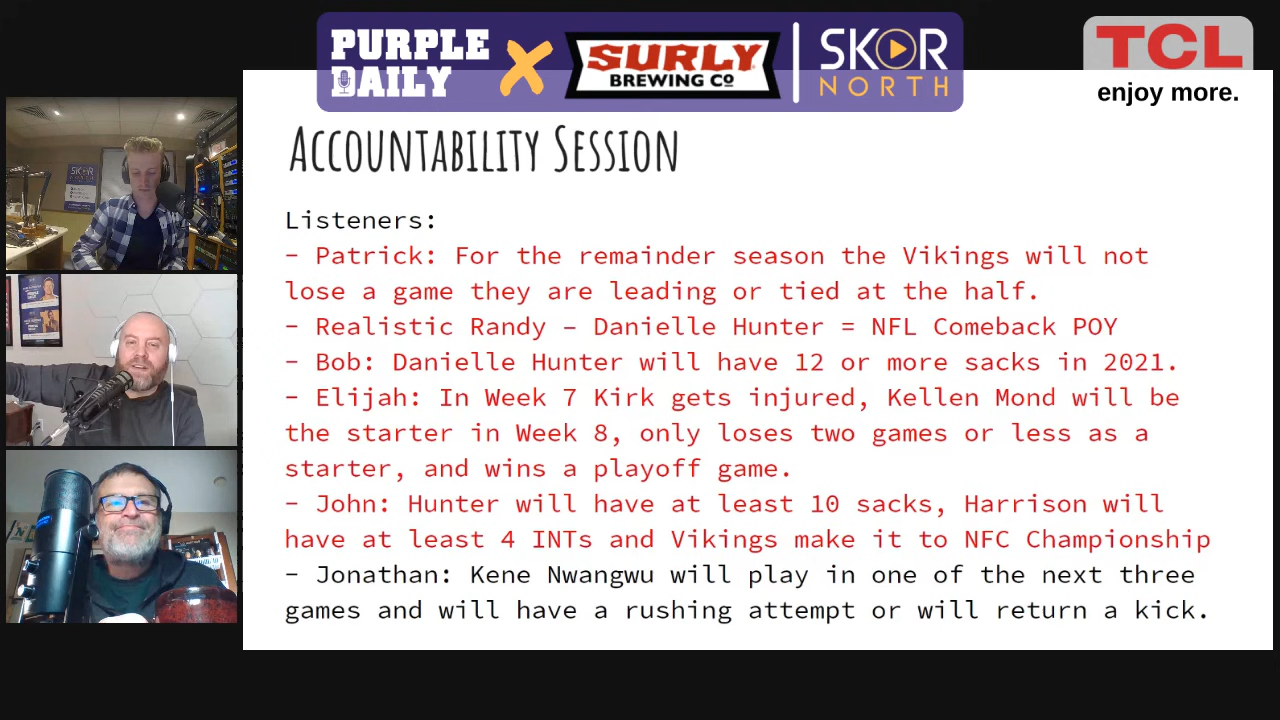 PURPLE
DAILY
X
SURLY
BREWING CO
SKOR
NORTH
TCL
enjoy more.
Accountability Session
Listeners:
- Patrick: For the remainder season the Vikings will not
lose a game they are leading or tied at the half.
- Realistic Randy – Danielle Hunter = NFL Comeback POY
- Bob: Danielle Hunter will have 12 or more sacks in 2021.
- Elijah: In Week 7 Kirk gets injured, Kellen Mond will be
the starter in Week 8, only loses two games or less as a
starter, and wins a playoff game.
- John: Hunter will have at least 10 sacks, Harrison will
have at least 4 INTs and Vikings make it to NFC Championship
- Jonathan: Kene Nwangwu will play in one of the next three
games and will have a rushing attempt or will return a kick.